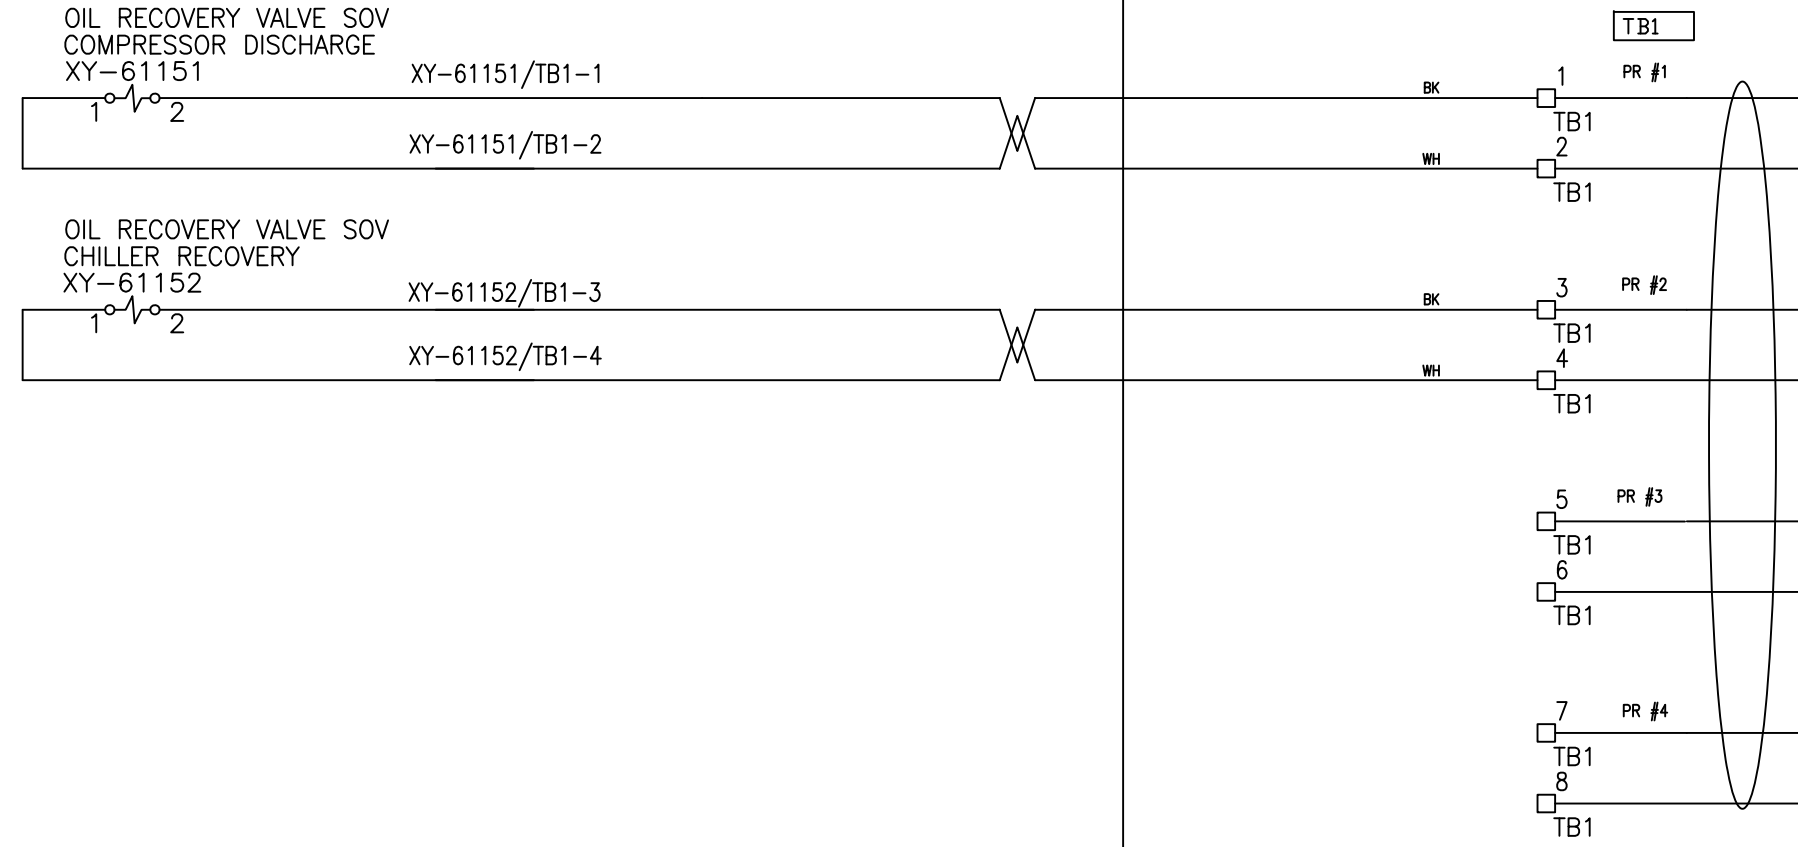 OIL RECOVERY VALVE SOV
COMPRESSOR DISCHARGE
XY-61151
1
2
XY-61151/TB1-1
XY-61151/TB1-2
BK
WH
TB1
1
PR #1
TB1
2
TB1
OIL RECOVERY VALVE SOV
CHILLER RECOVERY
XY-61152
1
2
XY-61152/TB1-3
XY-61152/TB1-4
BK
WH
3
PR #2
TB1
4
TB1
5
PR #3
TB1
6
TB1
7
PR #4
TB1
8
TB1